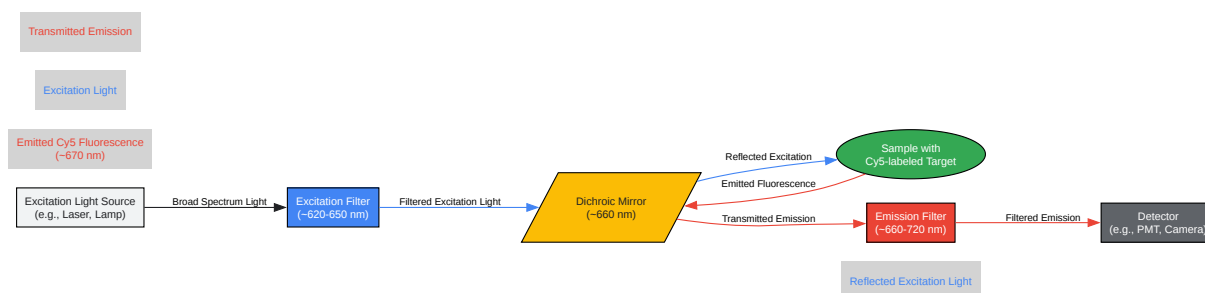 Transmitted Emission
Excitation Light
Emitted Cy5 Fluorescence
(~670 nm)
Excitation Light Source
(e.g., Laser, Lamp)
Broad Spectrum Light
Excitation Filter
(~620-650 nm)
Filtered Excitation Light
Dichroic Mirror
(~660 nm)
Reflected Excitation
Emitted Fluorescence
Transmitted Emission
Sample with
Cy5-labeled Target
Emission Filter
(~660-720 nm)
Filtered Emission
Detector
(e.g., PMT, Camera)
Reflected Excitation Light